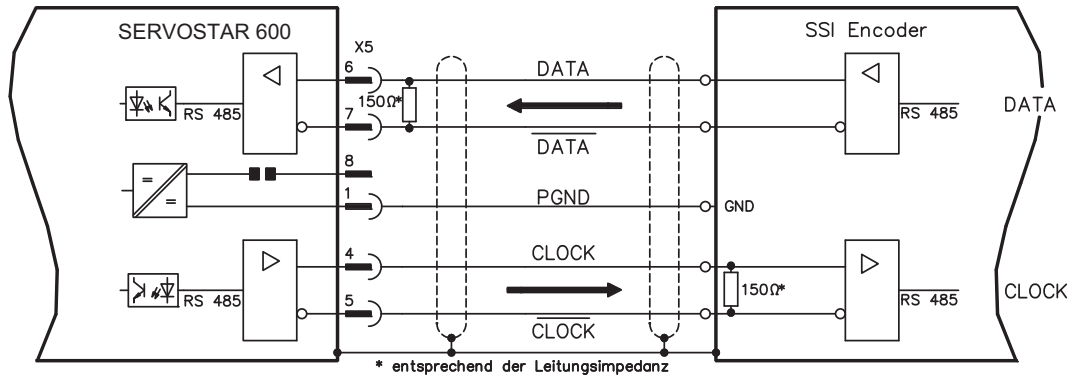 SERVOSTAR 600
SSI Encoder
X5
6
DATA
150Ω*
RS 485
RS 485
DATA
7
DATA
8
=
=
1
PGND
GND
4
CLOCK
150Ω*
RS 485
RS 485
CLOCK
5
CLOCK
* entsprechend der Leitungsimpedanz